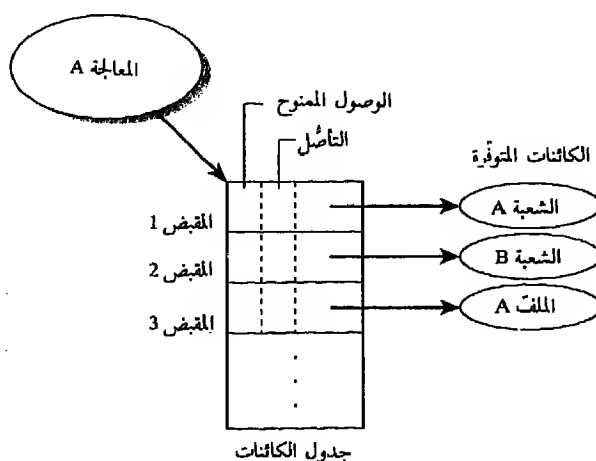 المعالجة A
الوصول الممنوح
التأصُّل
الكائنات المتوفّرة
المقبض 1
الشعبة A
المقبض 2
الشعبة B
المقبض 3
الملفّ A
جدول الكائنات